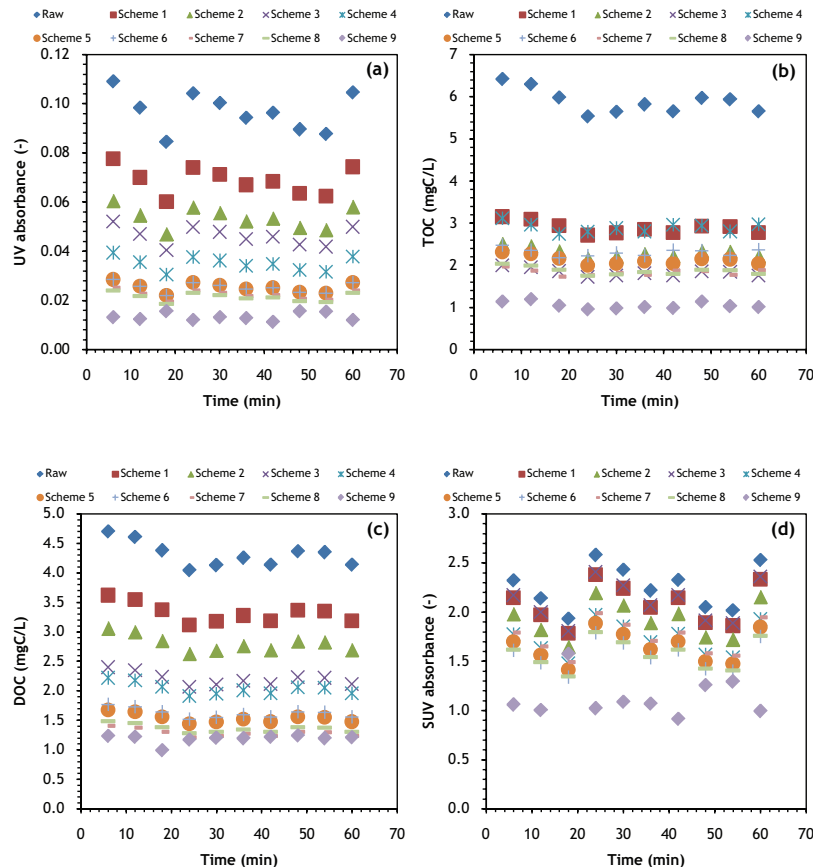 Raw Scheme 1 Scheme 2 Scheme 3 Scheme 4
Scheme 5 Scheme 6 Scheme 7 Scheme 8 Scheme 9
(a)
UV absorbance (-)
0.12
0.10
0.08
0.06
0.04
0.02
0.00
0 10 20 30 40 50 60 70
Time (min)
Raw Scheme 1 Scheme 2 Scheme 3 Scheme 4
Scheme 5 Scheme 6 Scheme 7 Scheme 8 Scheme 9
(b)
TOC (mgC/L)
7
6
5
4
3
2
1
0
0 10 20 30 40 50 60 70
Time (min)
Raw Scheme 1 Scheme 2 Scheme 3 Scheme 4
Scheme 5 Scheme 6 Scheme 7 Scheme 8 Scheme 9
(c)
DOC (mgC/L)
5.0
4.5
4.0
3.5
3.0
2.5
2.0
1.5
1.0
0.5
0.0
0 10 20 30 40 50 60 70
Time (min)
Raw Scheme 1 Scheme 2 Scheme 3 Scheme 4
Scheme 5 Scheme 6 Scheme 7 Scheme 8 Scheme 9
(d)
SUV absorbance (-)
3.0
2.5
2.0
1.5
1.0
0.5
0.0
0 10 20 30 40 50 60 70
Time (min)